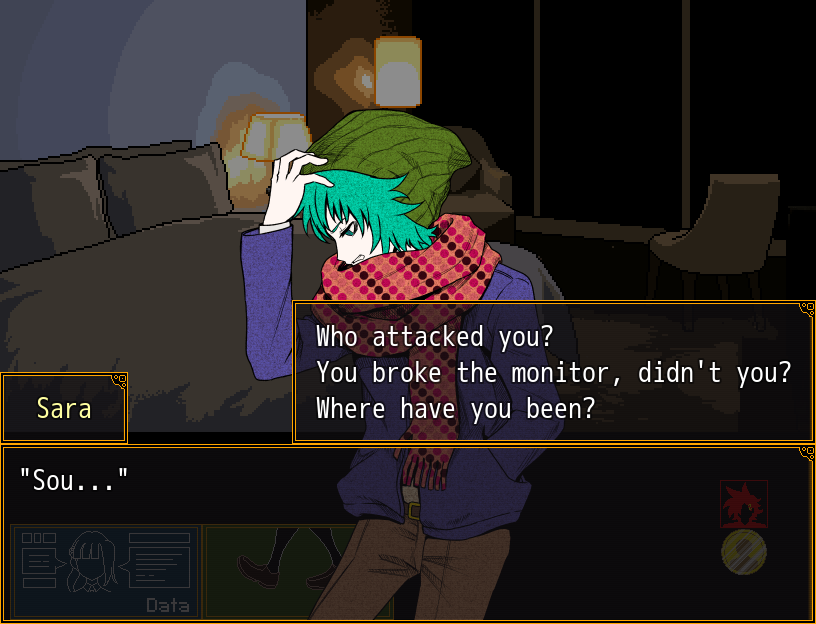 Who attacked you?
You broke the monitor, didn't you?
Where have you been?
Sara
"Sou..."
Data